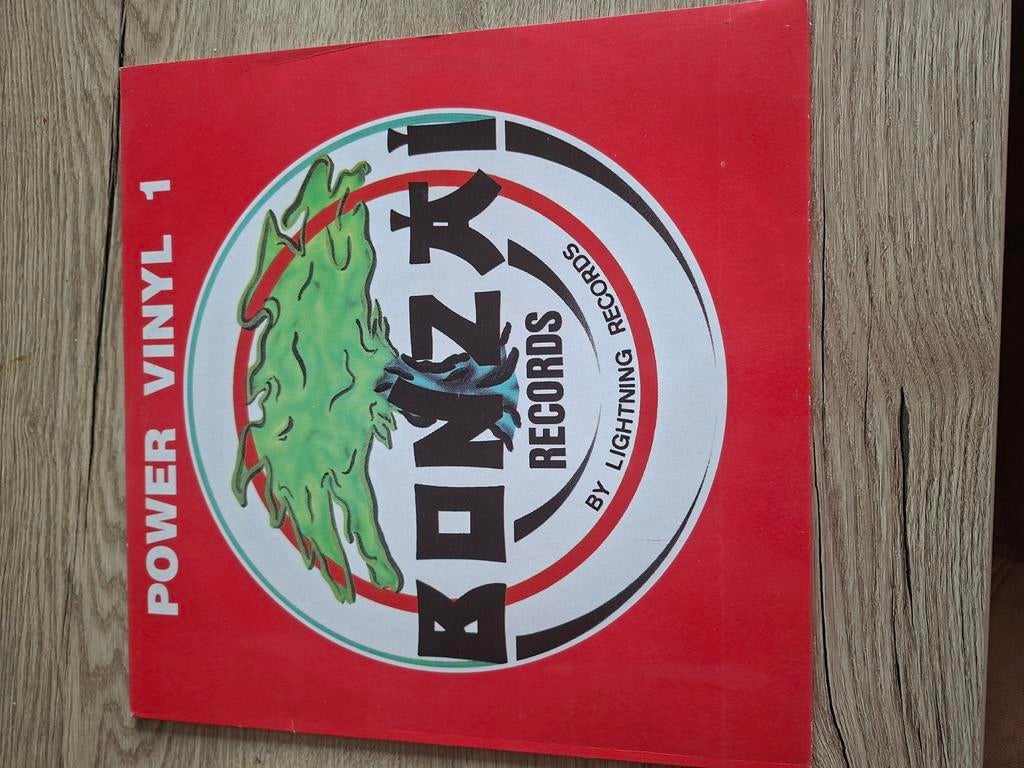 POWER VINYL 1
BONZAI
RECORDS
BY LIGHTNING RECORDS